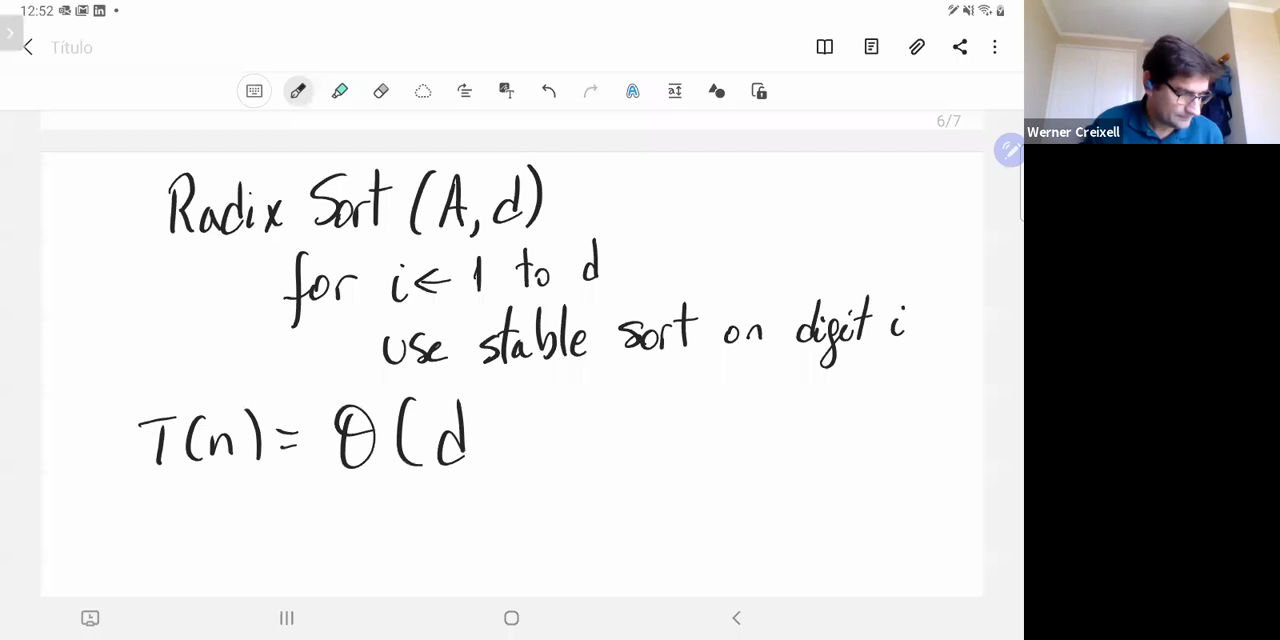 12:52
Título
6/7
Werner Creixell
Radix Sort (A, d)
for i ← 1 to d
use stable sort on digit i
T(n) = Θ(d